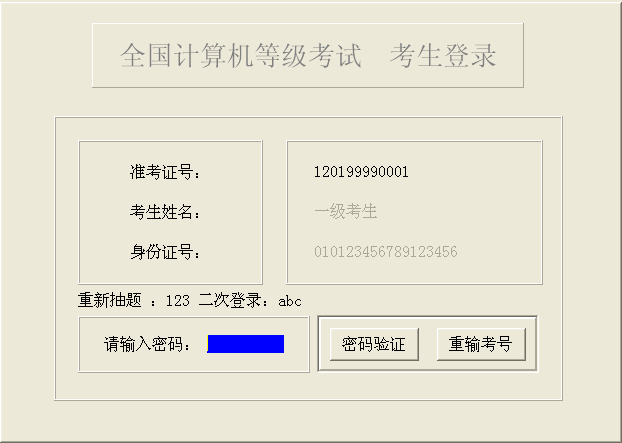 全国计算机等级考试 考生登录
准考证号： 120199990001
考生姓名： 一级考生
身份证号： 010123456789123456
重新抽题 ：123 二次登录：abc
请输入密码： 密码验证 重输考号